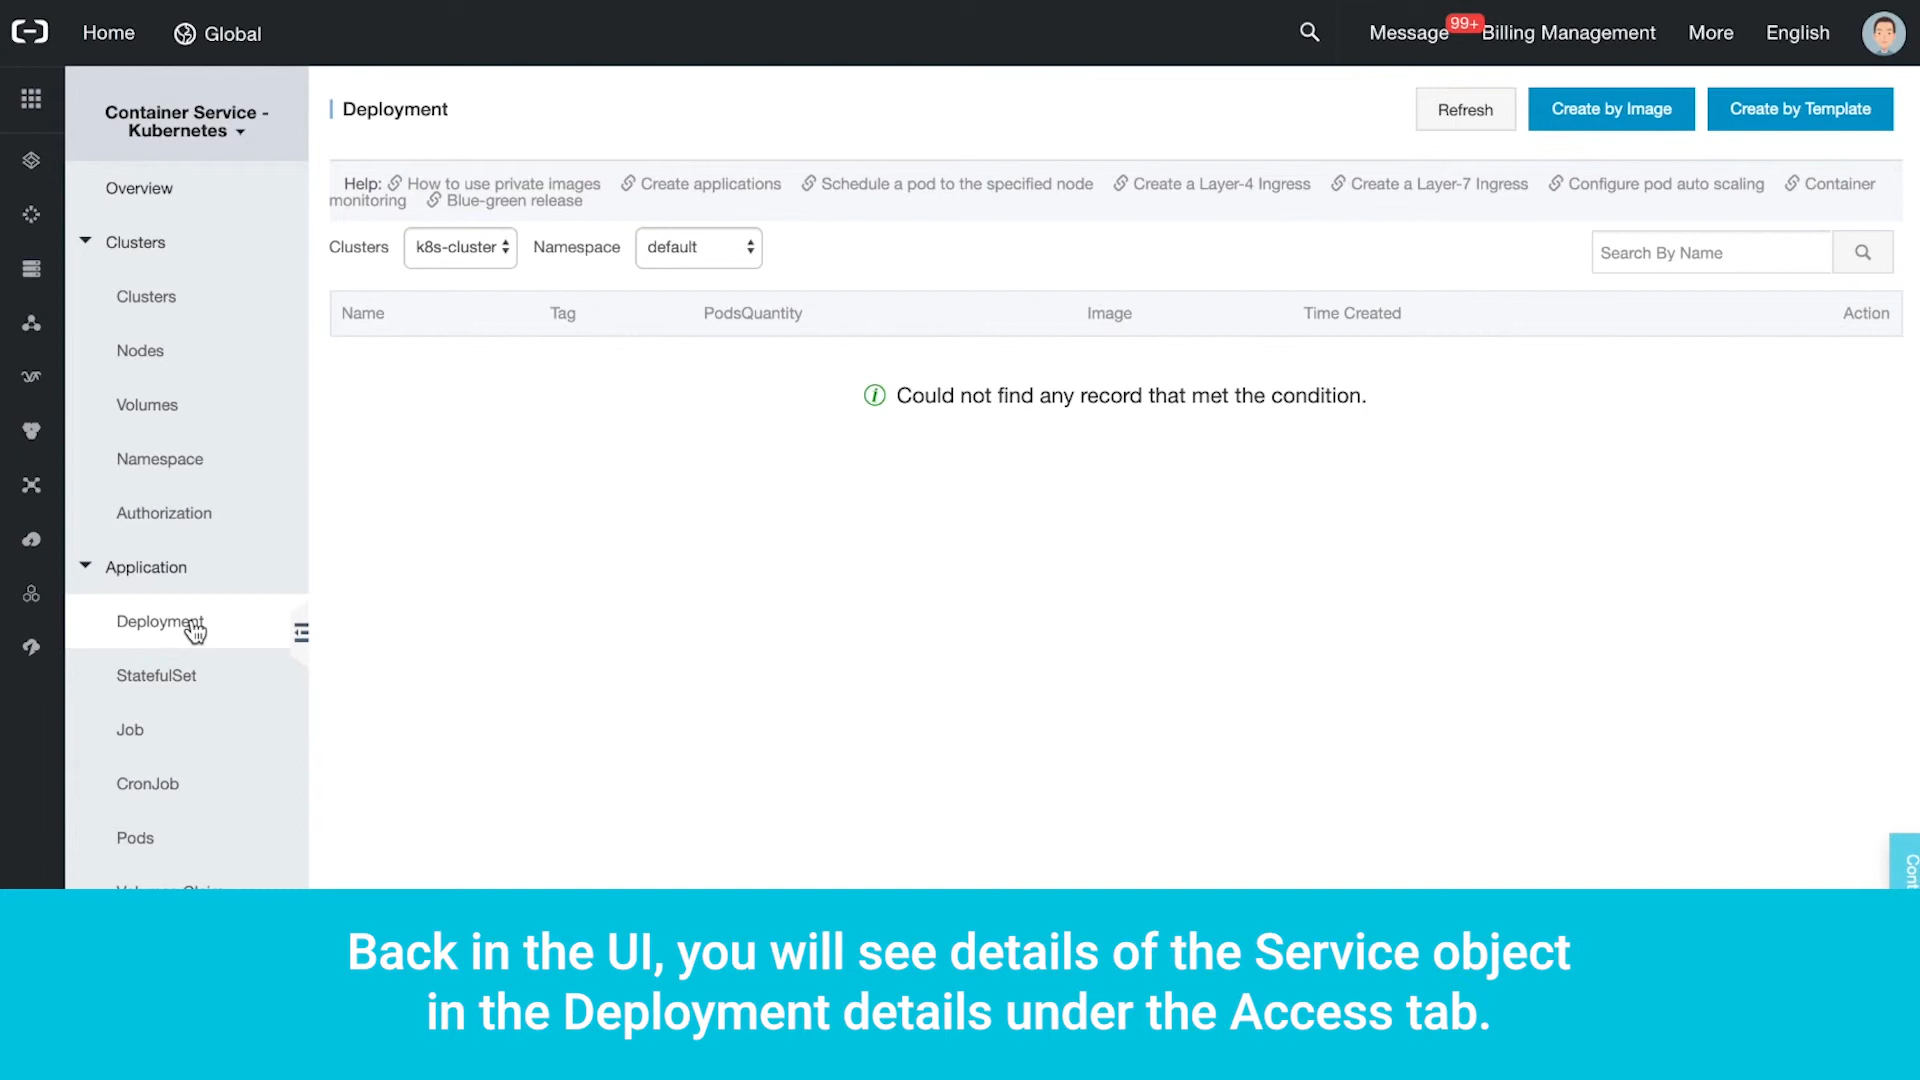 Home
Global
Message
99+
Billing Management
More
English
Container Service -
Kubernetes
Overview
Clusters
Clusters
Nodes
Volumes
Namespace
Authorization
Application
Deployment
StatefulSet
Job
CronJob
Pods
Deployment
Refresh
Create by Image
Create by Template
Help: How to use private images Create applications Schedule a pod to the specified node Create a Layer-4 Ingress Create a Layer-7 Ingress Configure pod auto scaling Container
monitoring Blue-green release
Clusters k8s-cluster Namespace default
Search By Name
Name Tag PodsQuantity Image Time Created Action
Could not find any record that met the condition.
Back in the UI, you will see details of the Service object
in the Deployment details under the Access tab.